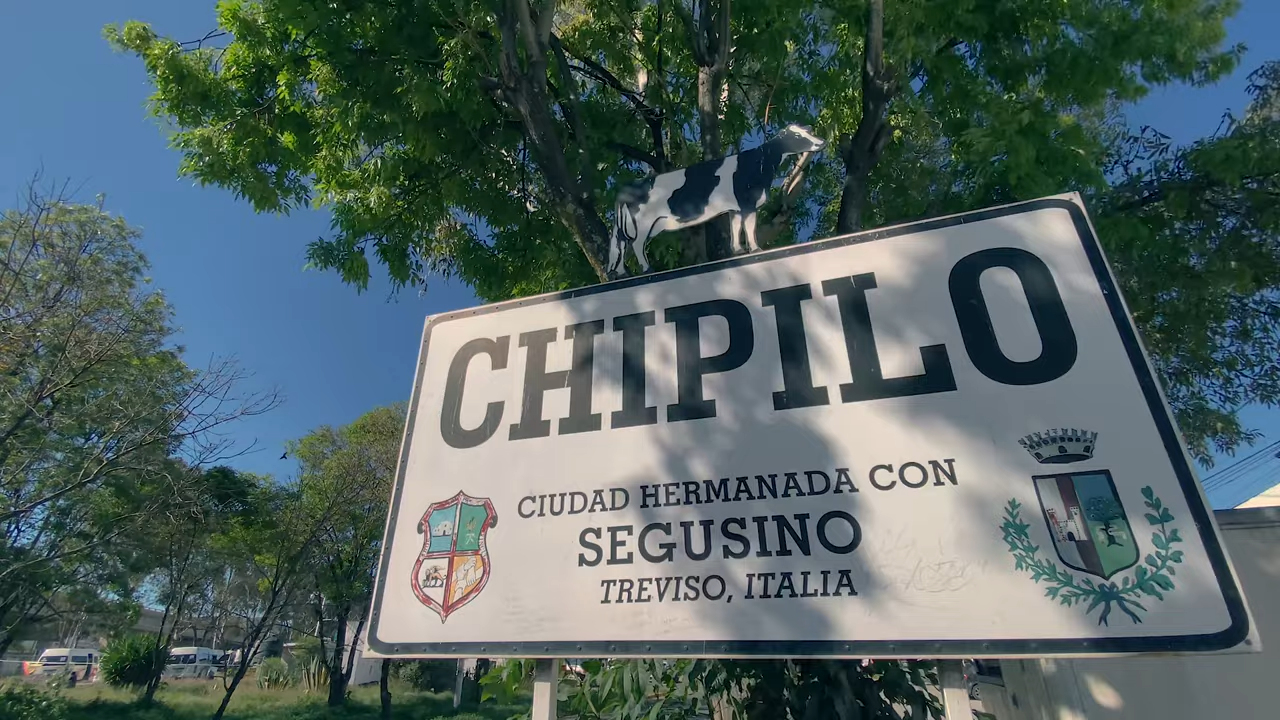 CHIPILO
CIUDAD HERMANADA CON
SEGUSINO
TREVISO, ITALIA